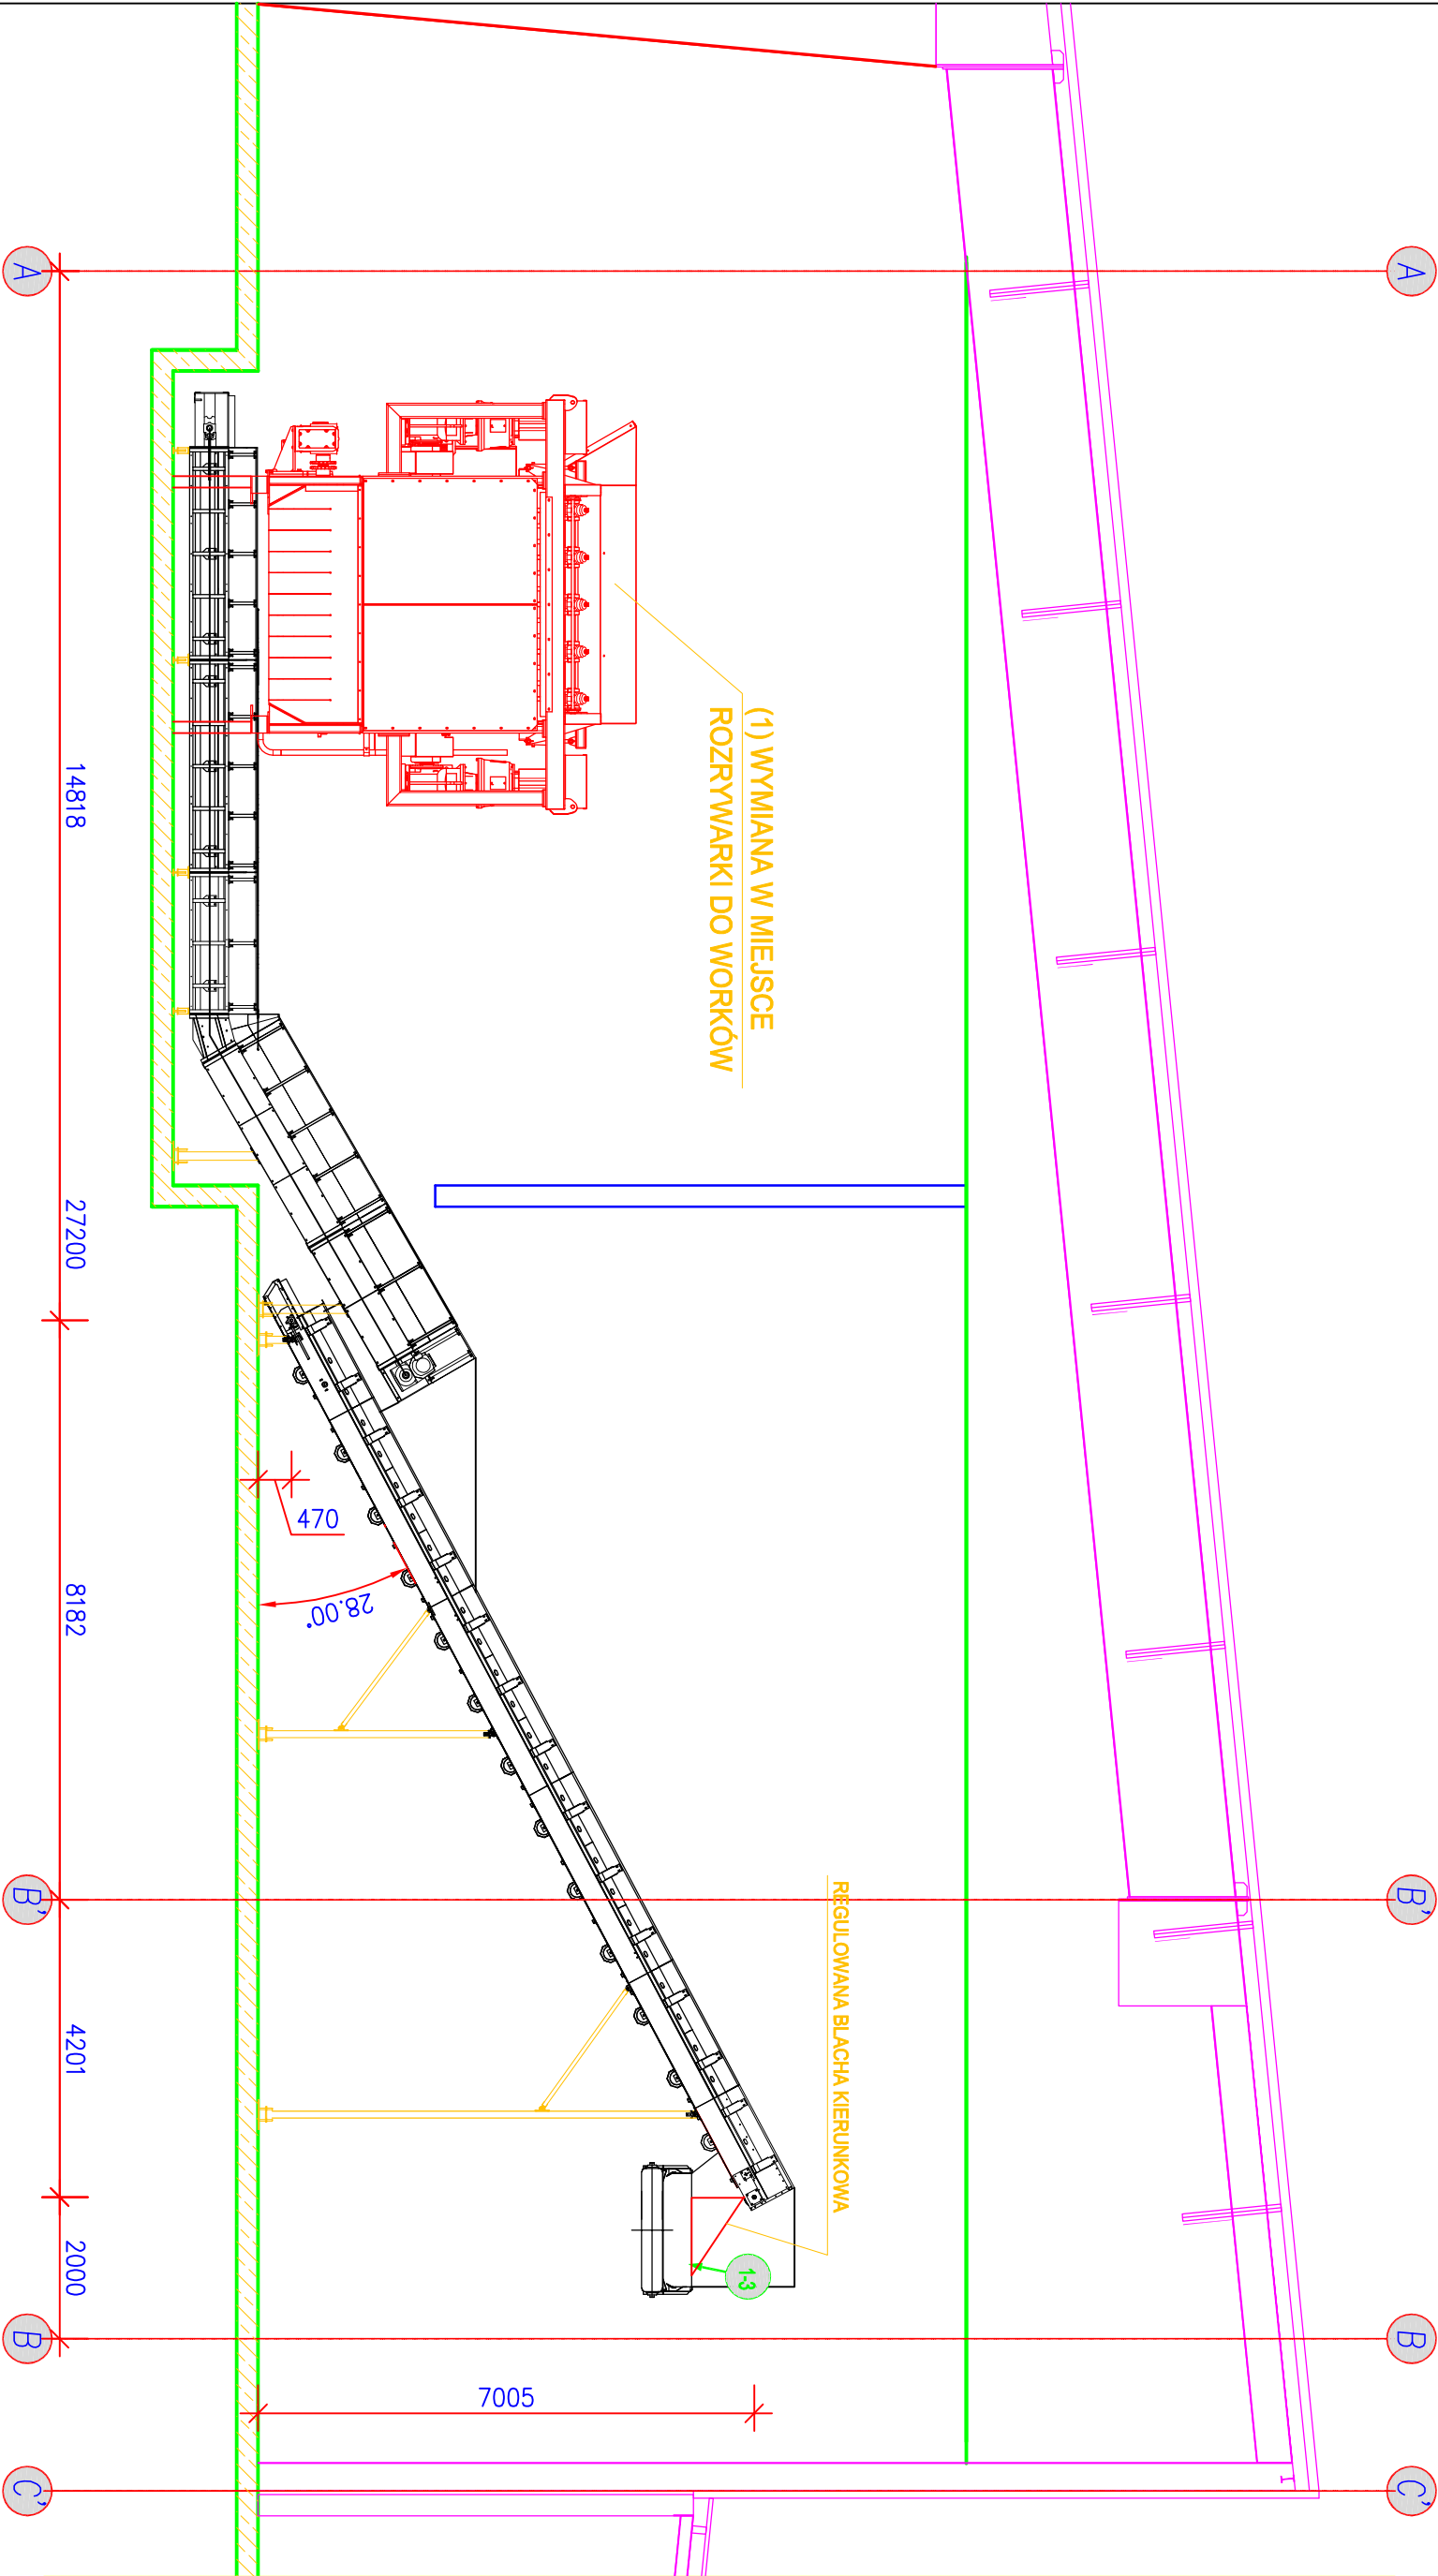 A
A
(1) WYMIANA W MIEJSCE
ROZRYWARKI DO WORKÓW
14818
27200
470
28.00°
8182
B'
B'
REGULOWANA BLACHA KIERUNKOWA
4201
1-3
2000
B
B
7005
C'
C'